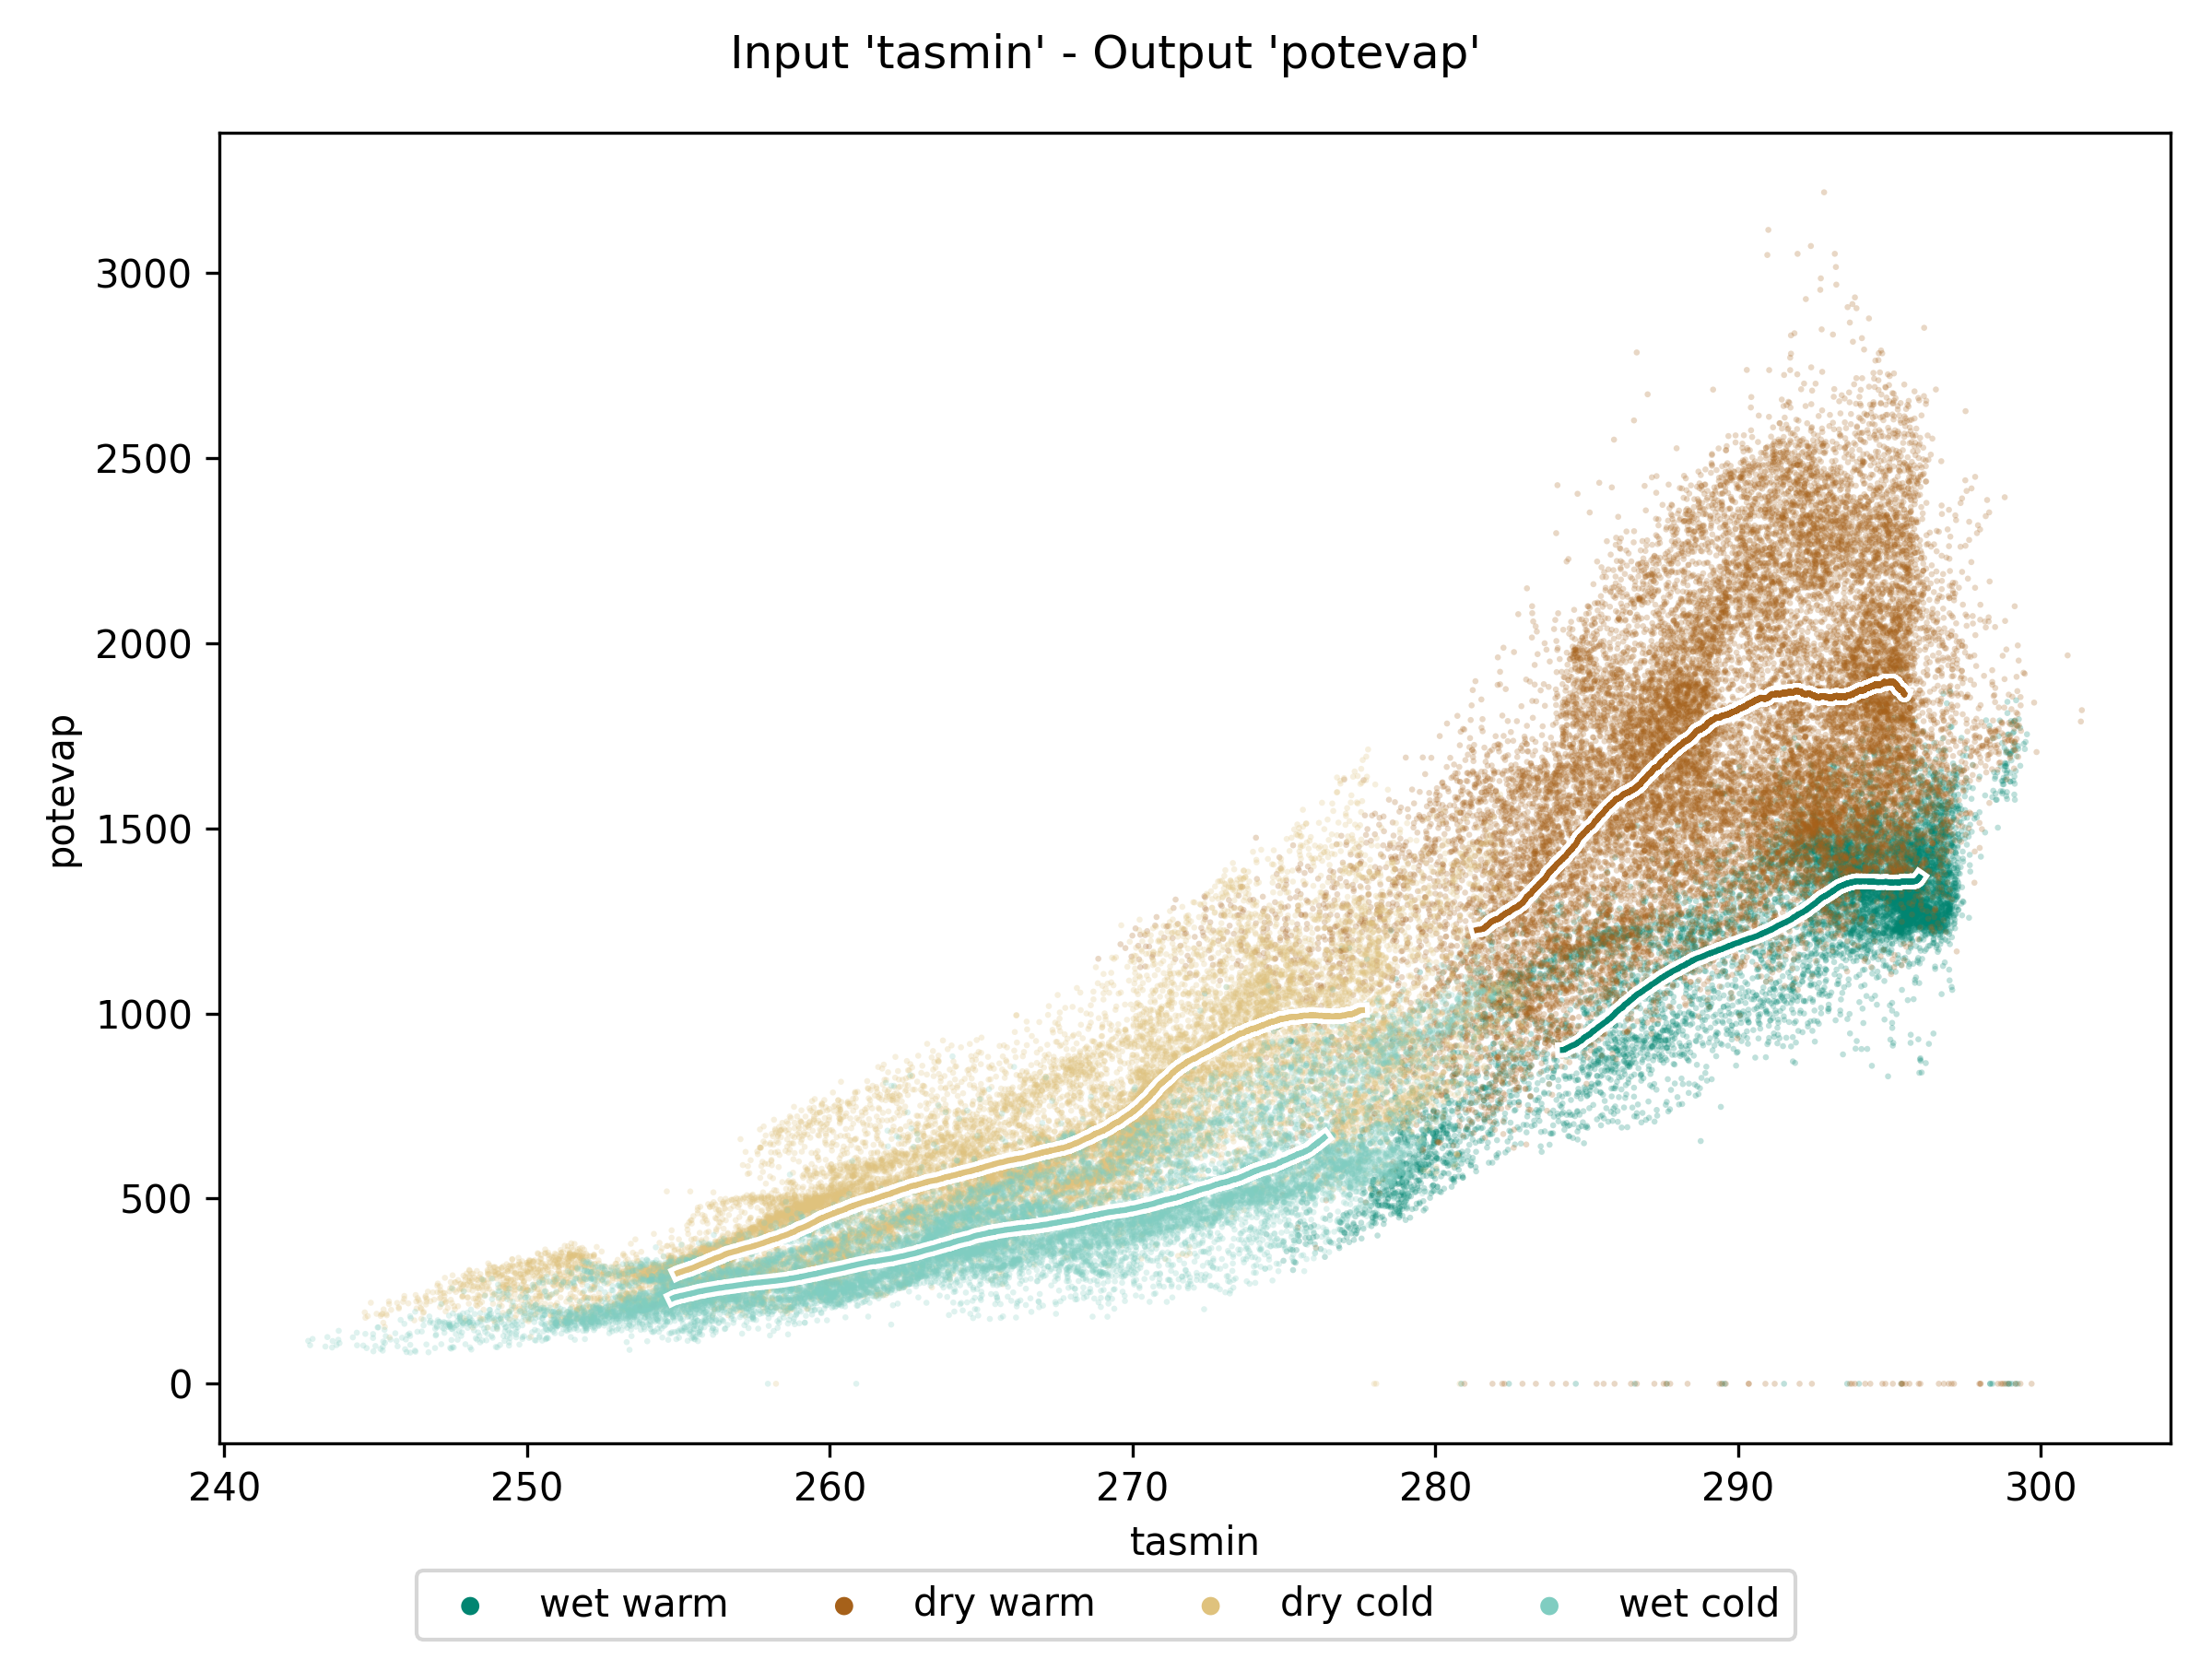 Input 'tasmin' - Output 'potevap'
3000
2500
2000
1500
1000
500
0
potevap
240 250 260 270 280 290 300
tasmin
wet warm dry warm dry cold wet cold